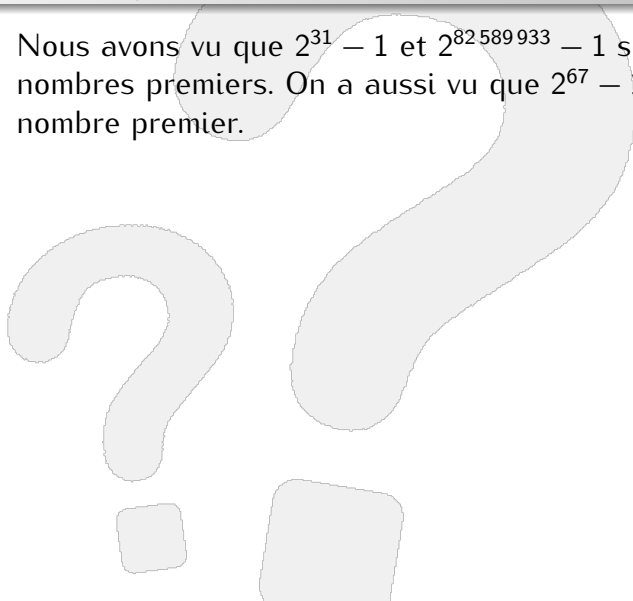 Nous avons vu que 2³¹ − 1 et 2⁸²⁵⁸⁹⁹³³ − 1 s
nombres premiers. On a aussi vu que 2⁶⁷ −
nombre premier.